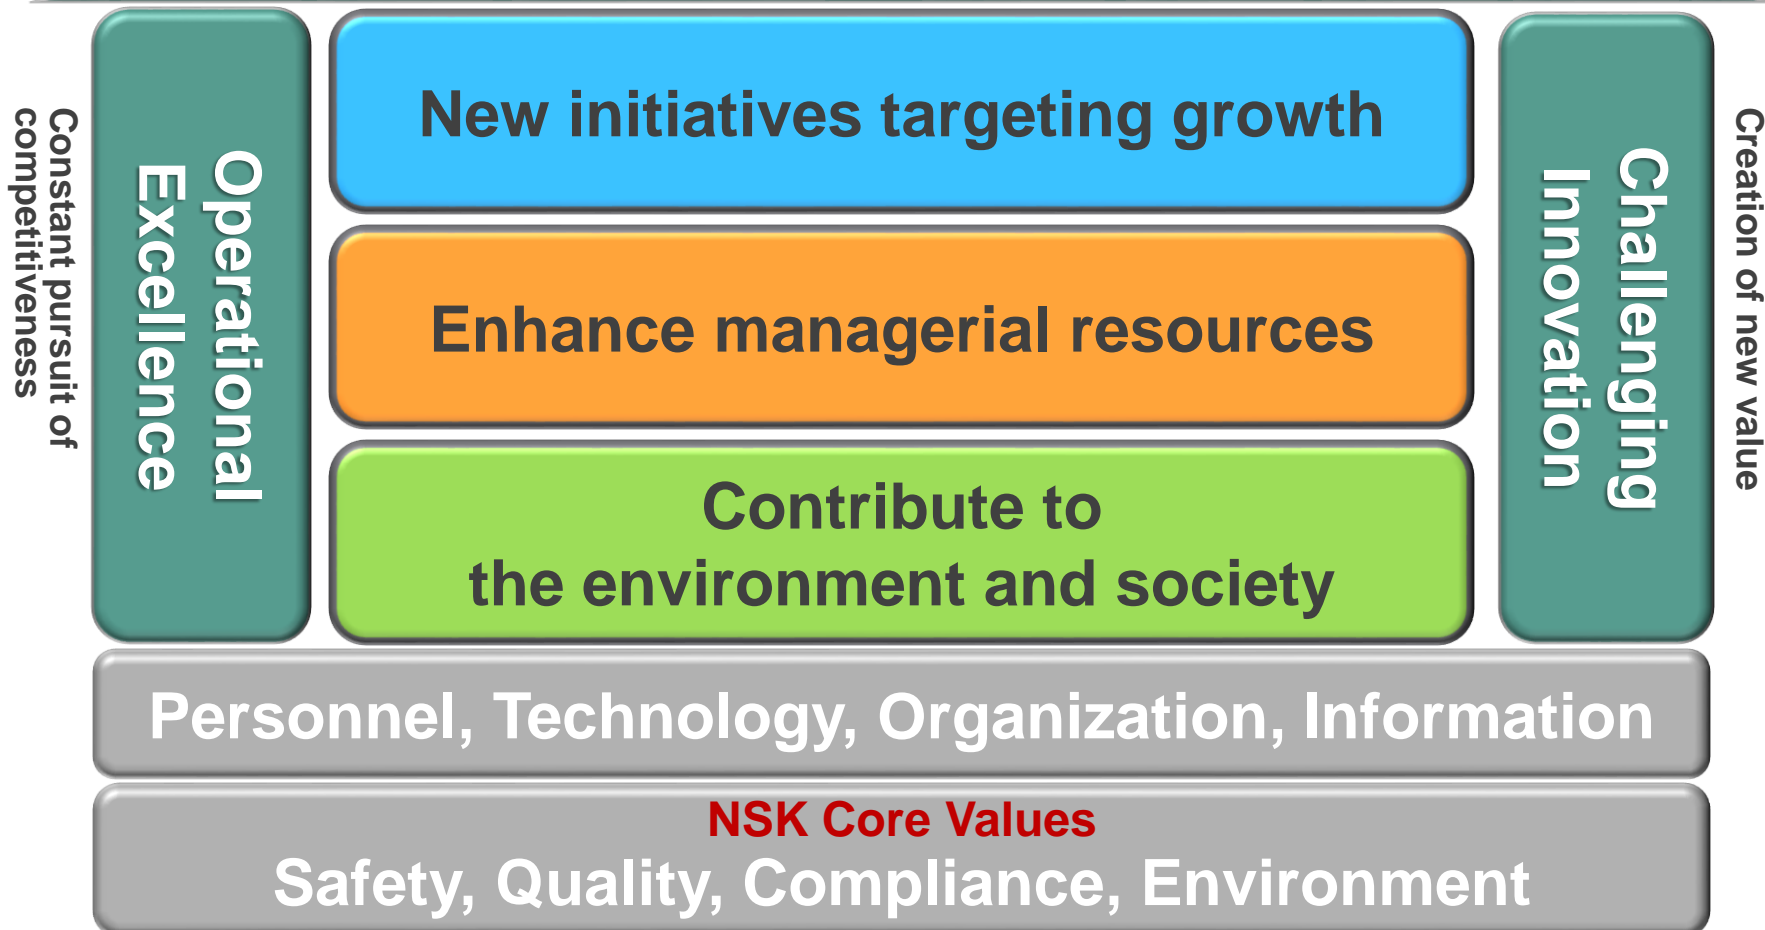 Constant pursuit of
competitiveness
Operational
Excellence
New initiatives targeting growth
Enhance managerial resources
Contribute to
the environment and society
Challenging
Innovation
Creation of new value
Personnel, Technology, Organization, Information
NSK Core Values
Safety, Quality, Compliance, Environment